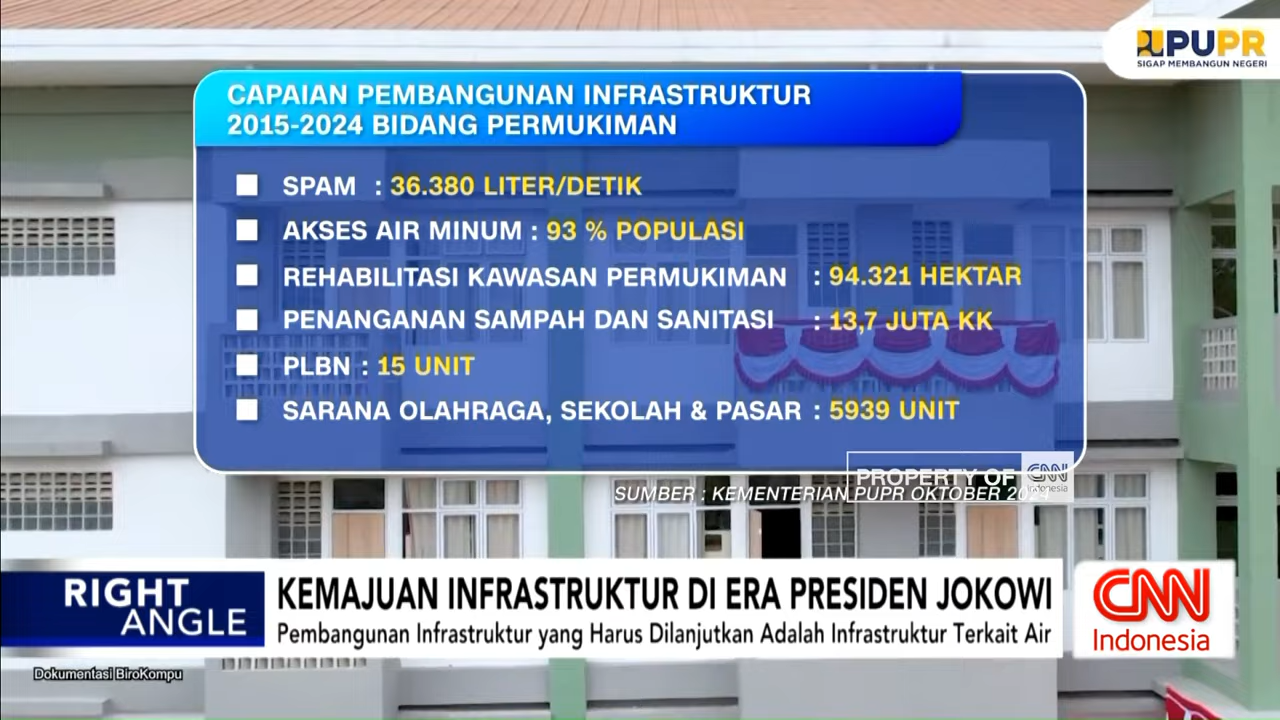 PUPR
SIGAP MEMBANGUN NEGERI
CAPAIAN PEMBANGUNAN INFRASTRUKTUR
2015-2024 BIDANG PERMUKIMAN
SPAM : 36.380 LITER/DETIK
AKSES AIR MINUM : 93 % POPULASI
REHABILITASI KAWASAN PERMUKIMAN : 94.321 HEKTAR
PENANGANAN SAMPAH DAN SANITASI : 13,7 JUTA KK
PLBN : 15 UNIT
SARANA OLAHRAGA, SEKOLAH & PASAR : 5939 UNIT
PROPERTY OF CNN Indonesia
SUMBER : KEMENTERIAN PUPR OKTOBER 2024
RIGHT
ANGLE
KEMAJUAN INFRASTRUKTUR DI ERA PRESIDEN JOKOWI
Pembangunan Infrastruktur yang Harus Dilanjutkan Adalah Infrastruktur Terkait Air
CNN
Indonesia
Dokumentasi BiroKompu